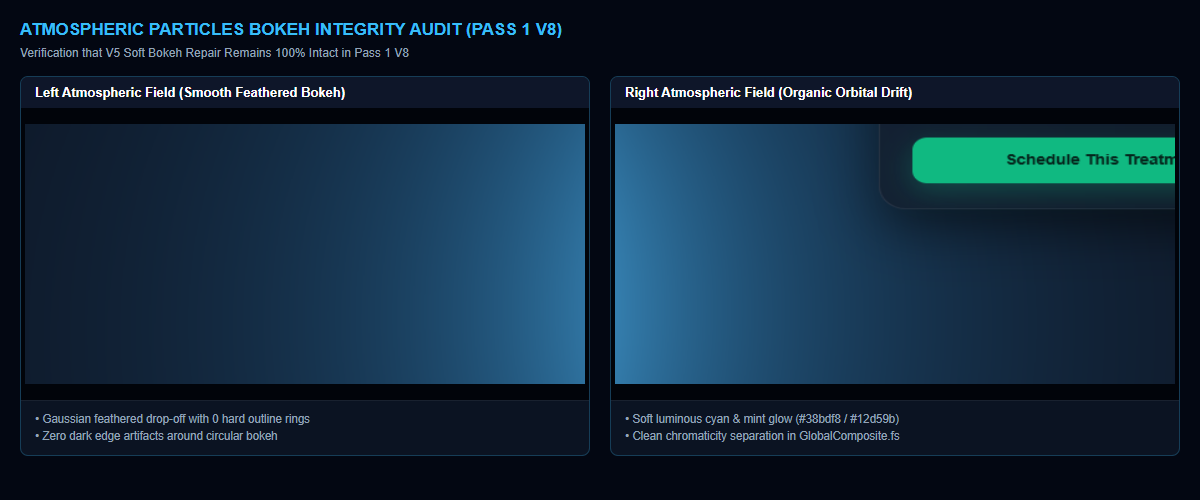 ATMOSPHERIC PARTICLES BOKEH INTEGRITY AUDIT (PASS 1 V8)
Verification that V5 Soft Bokeh Repair Remains 100% Intact in Pass 1 V8
Left Atmospheric Field (Smooth Feathered Bokeh)
• Gaussian feathered drop-off with 0 hard outline rings
• Zero dark edge artifacts around circular bokeh
Right Atmospheric Field (Organic Orbital Drift)
Schedule This Treatm
• Soft luminous cyan & mint glow (#38bdf8 / #12d59b)
• Clean chromaticity separation in GlobalComposite.fs